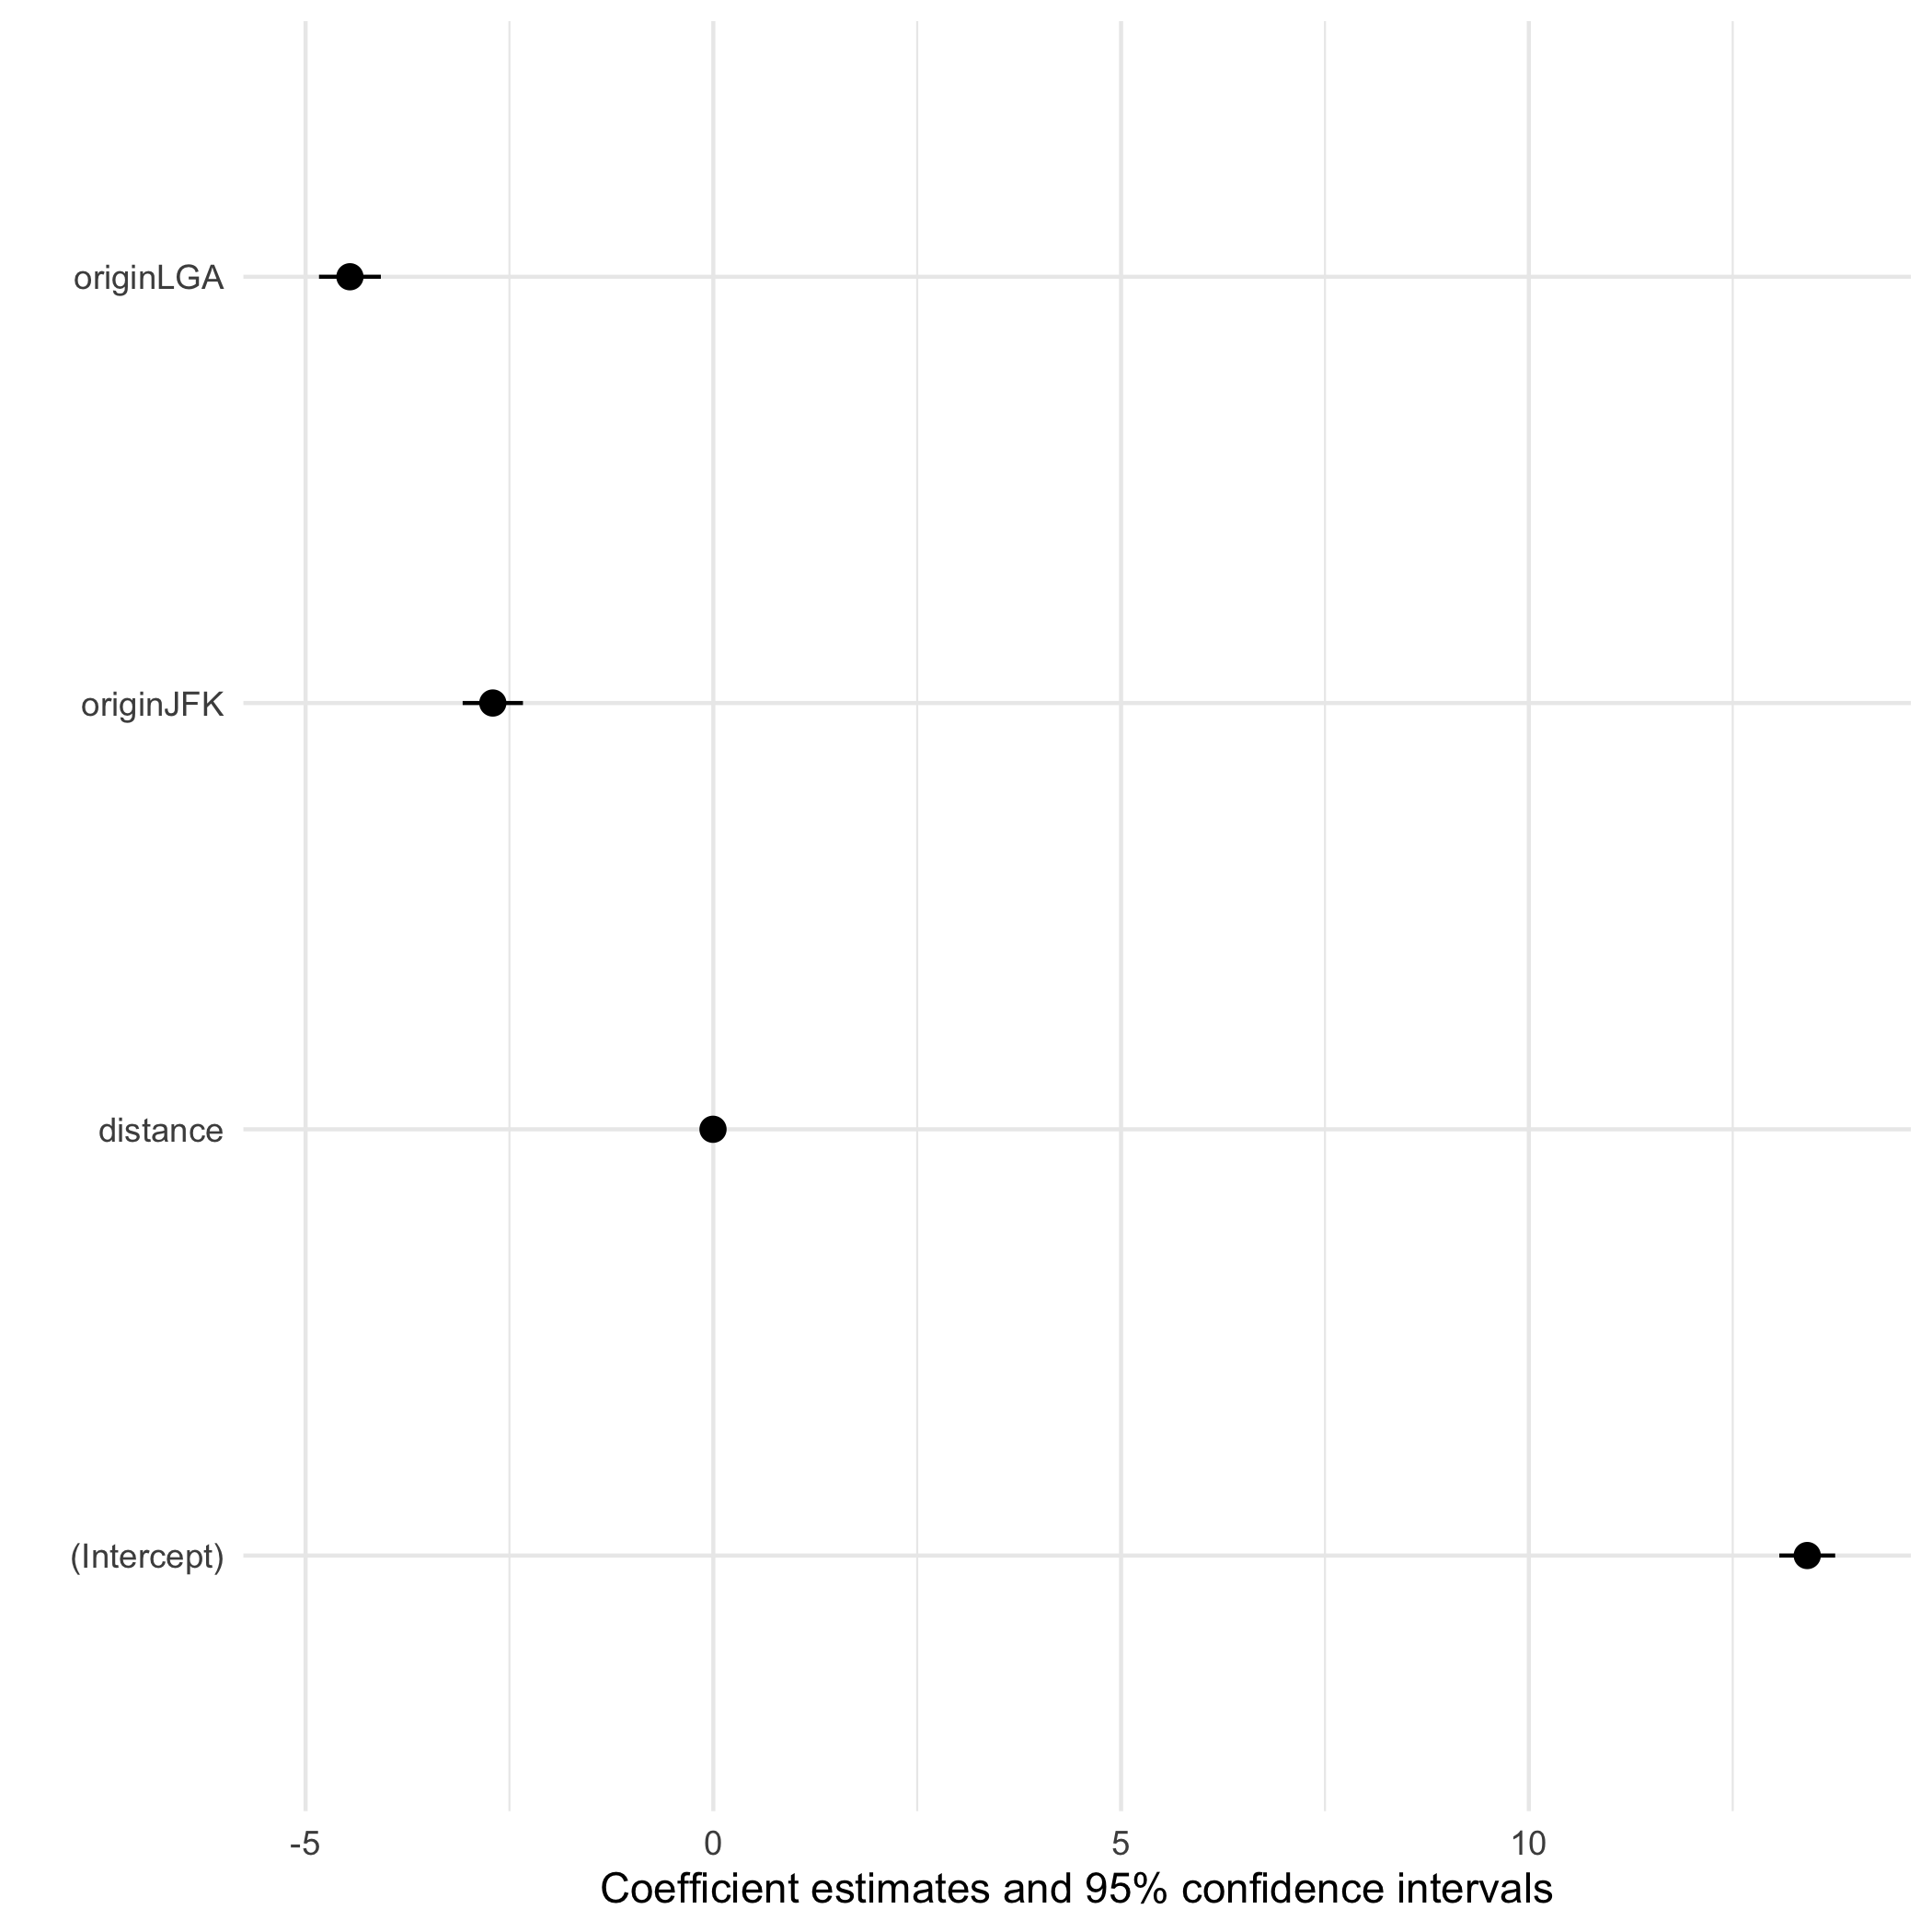 originLGA
originJFK
distance
(Intercept)
-5 0 5 10
Coefficient estimates and 95% confidence intervals